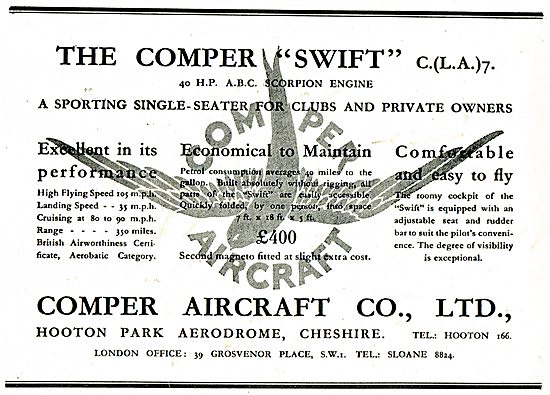 THE COMPER "SWIFT" C.(L.A.)7.
40 H.P. A.B.C. SCORPION ENGINE
A SPORTING SINGLE-SEATER FOR CLUBS AND PRIVATE OWNERS
COMPER
AIRCRAFT
Excellent in its
performance
High Flying Speed 105 m.p.h.
Landing Speed - - 35 m.p.h.
Cruising at 80 to 90 m.p.h.
Range - - - - 350 miles.
British Airworthiness Certi-
ficate, Aerobatic Category.
Economical to Maintain
Petrol consumption averages 40 miles to the
gallon. Built absolutely without rigging, all
parts of the "Swift" are easily accessible
Quickly folded, by one person, into space
7 ft. x 18 ft x 5 ft.
£400
Second magneto fitted at slight extra cost.
Comfortable
and easy to fly
The roomy cockpit of the
"Swift" is equipped with an
adjustable seat and rudder
bar to suit the pilot's conveni-
ence. The degree of visibility
is exceptional.
COMPER AIRCRAFT CO., LTD.,
HOOTON PARK AERODROME, CHESHIRE. TEL.: HOOTON 166.
LONDON OFFICE: 39 GROSVENOR PLACE, S.W.1. TEL.: SLOANE 8824.